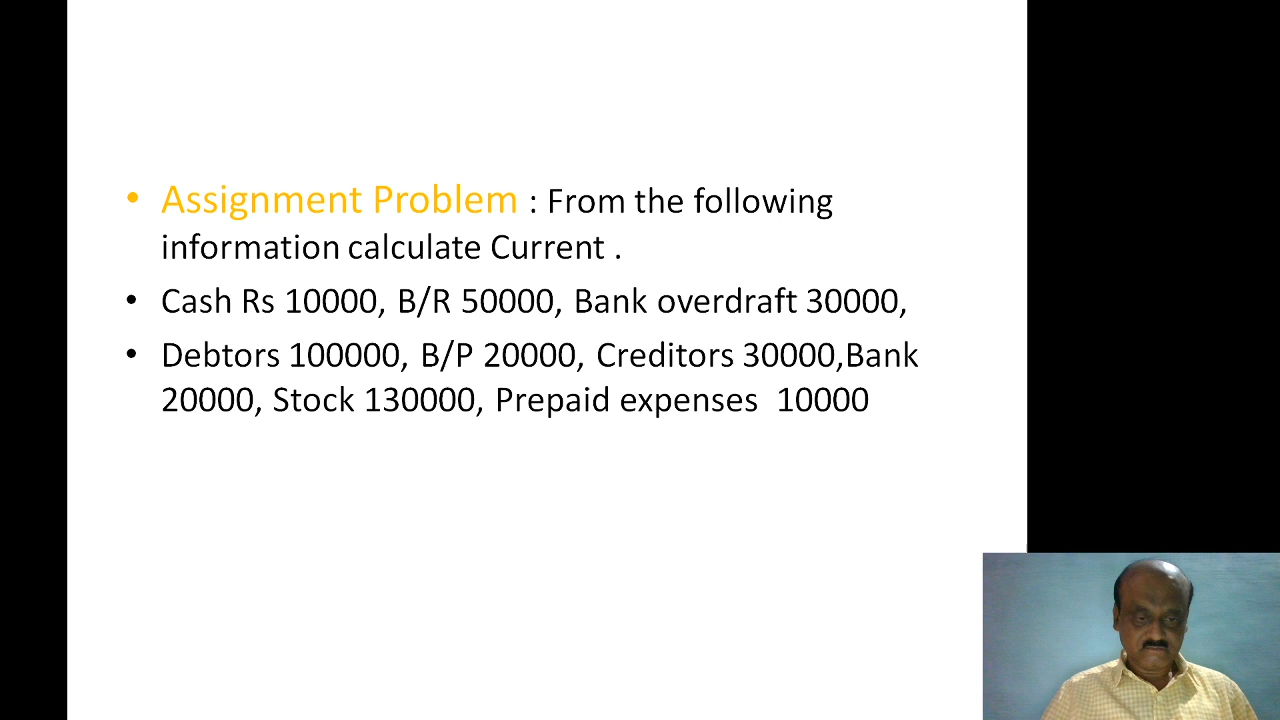 • Assignment Problem : From the following
information calculate Current .
• Cash Rs 10000, B/R 50000, Bank overdraft 30000,
• Debtors 100000, B/P 20000, Creditors 30000,Bank
20000, Stock 130000, Prepaid expenses  10000